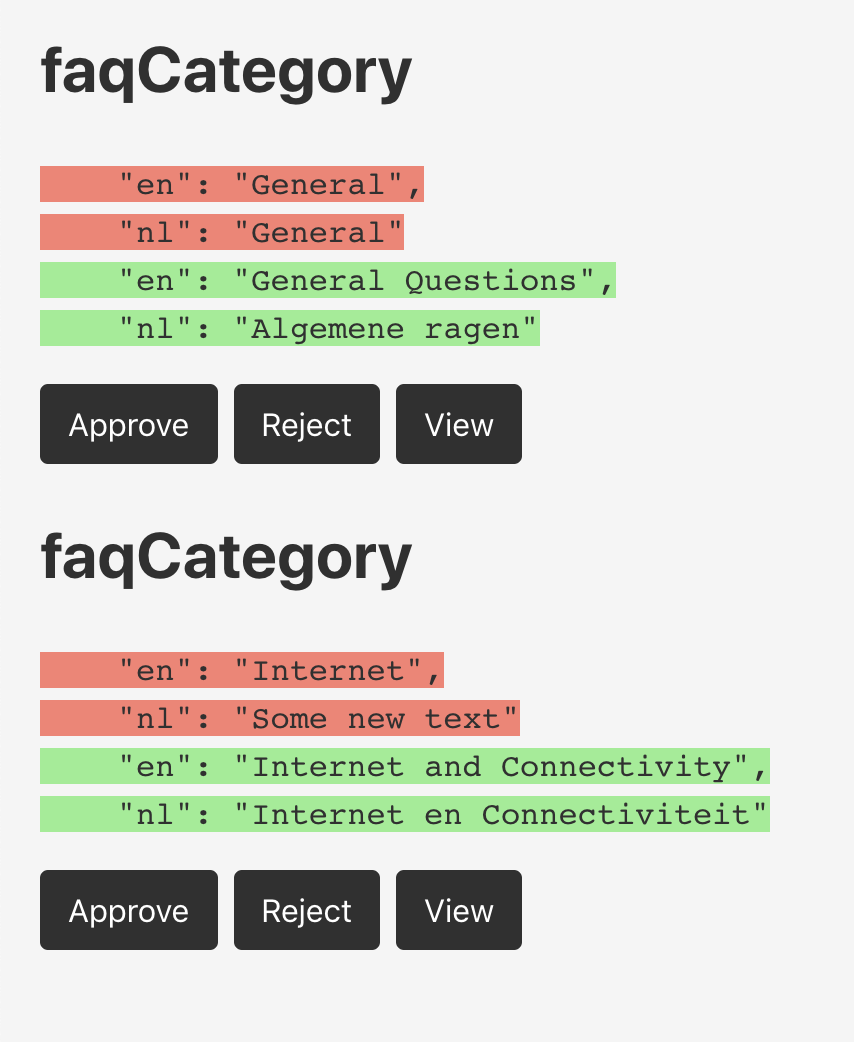 faqCategory
"en": "General",
"nl": "General"
"en": "General Questions",
"nl": "Algemene ragen"
Approve Reject View
faqCategory
"en": "Internet",
"nl": "Some new text"
"en": "Internet and Connectivity",
"nl": "Internet en Connectiviteit"
Approve Reject View